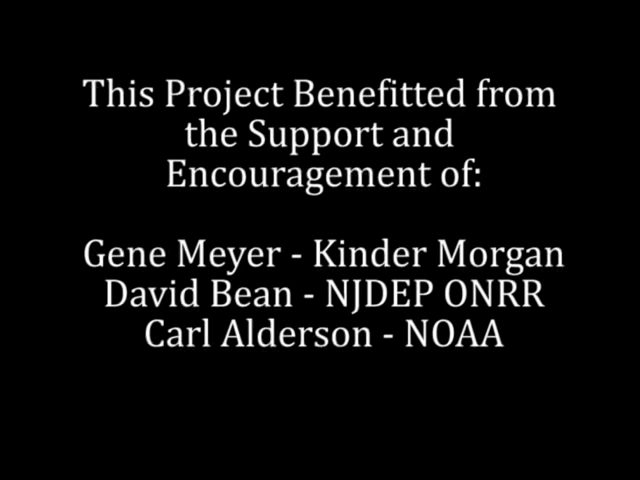 This Project Benefitted from
the Support and
Encouragement of:
Gene Meyer - Kinder Morgan
David Bean - NJDEP ONRR
Carl Alderson - NOAA